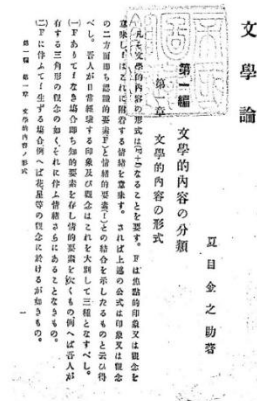 文學論
夏目金之助著
第一編 文學的內容の分類
第一章 文學的內容の形式
凡そ文學的內容の形式は(F+f)なることを要す。Fは焦點的印象又は觀念を
意味し、fはこれに附着する情緒を意味す。されば上述の公式は印象又は觀念
の二方面即ち認識的要素(F)と情緒的要素(f)との結合を示したるものと云ひ得
べし。吾人が日常經驗する印象及び觀念はこれを大別して三種となすべし。
(一)Fありてfなき場合即ち知的要素を存し情的要素を欠くもの例へば吾人が
有する三角形の觀念の如く、それに伴ふ情緒さらにあることなきもの。
(二)Fに伴ふてfを生ずる場合例へば花、星等の觀念に於けるが如きもの。
第一編 第一章 文學的內容の形式
一